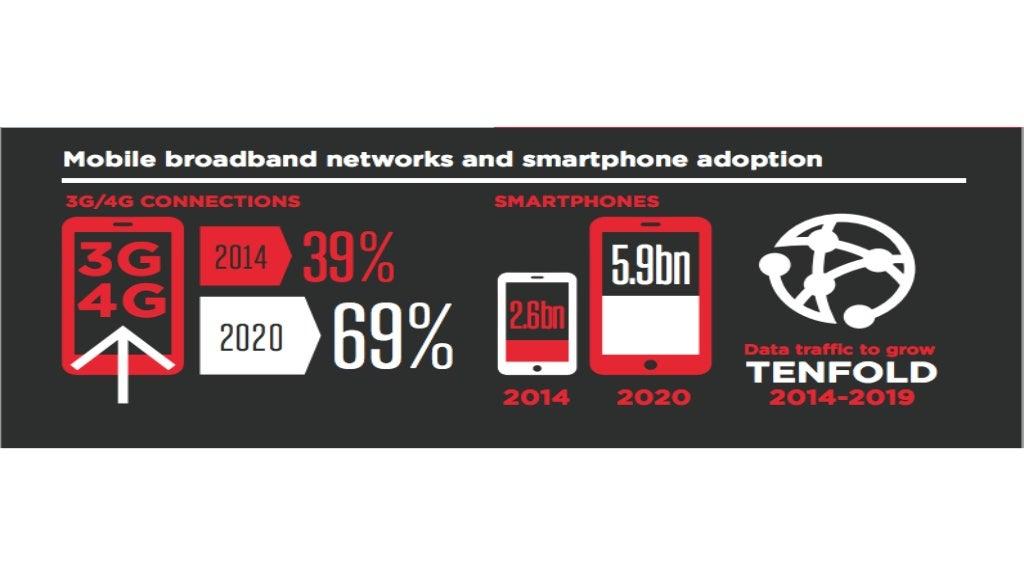 Mobile broadband networks and smartphone adoption
3G/4G CONNECTIONS
3G
4G
2014
39%
2020
69%
SMARTPHONES
2.6bn
2014
5.9bn
2020
Data traffic to grow
TENFOLD
2014-2019